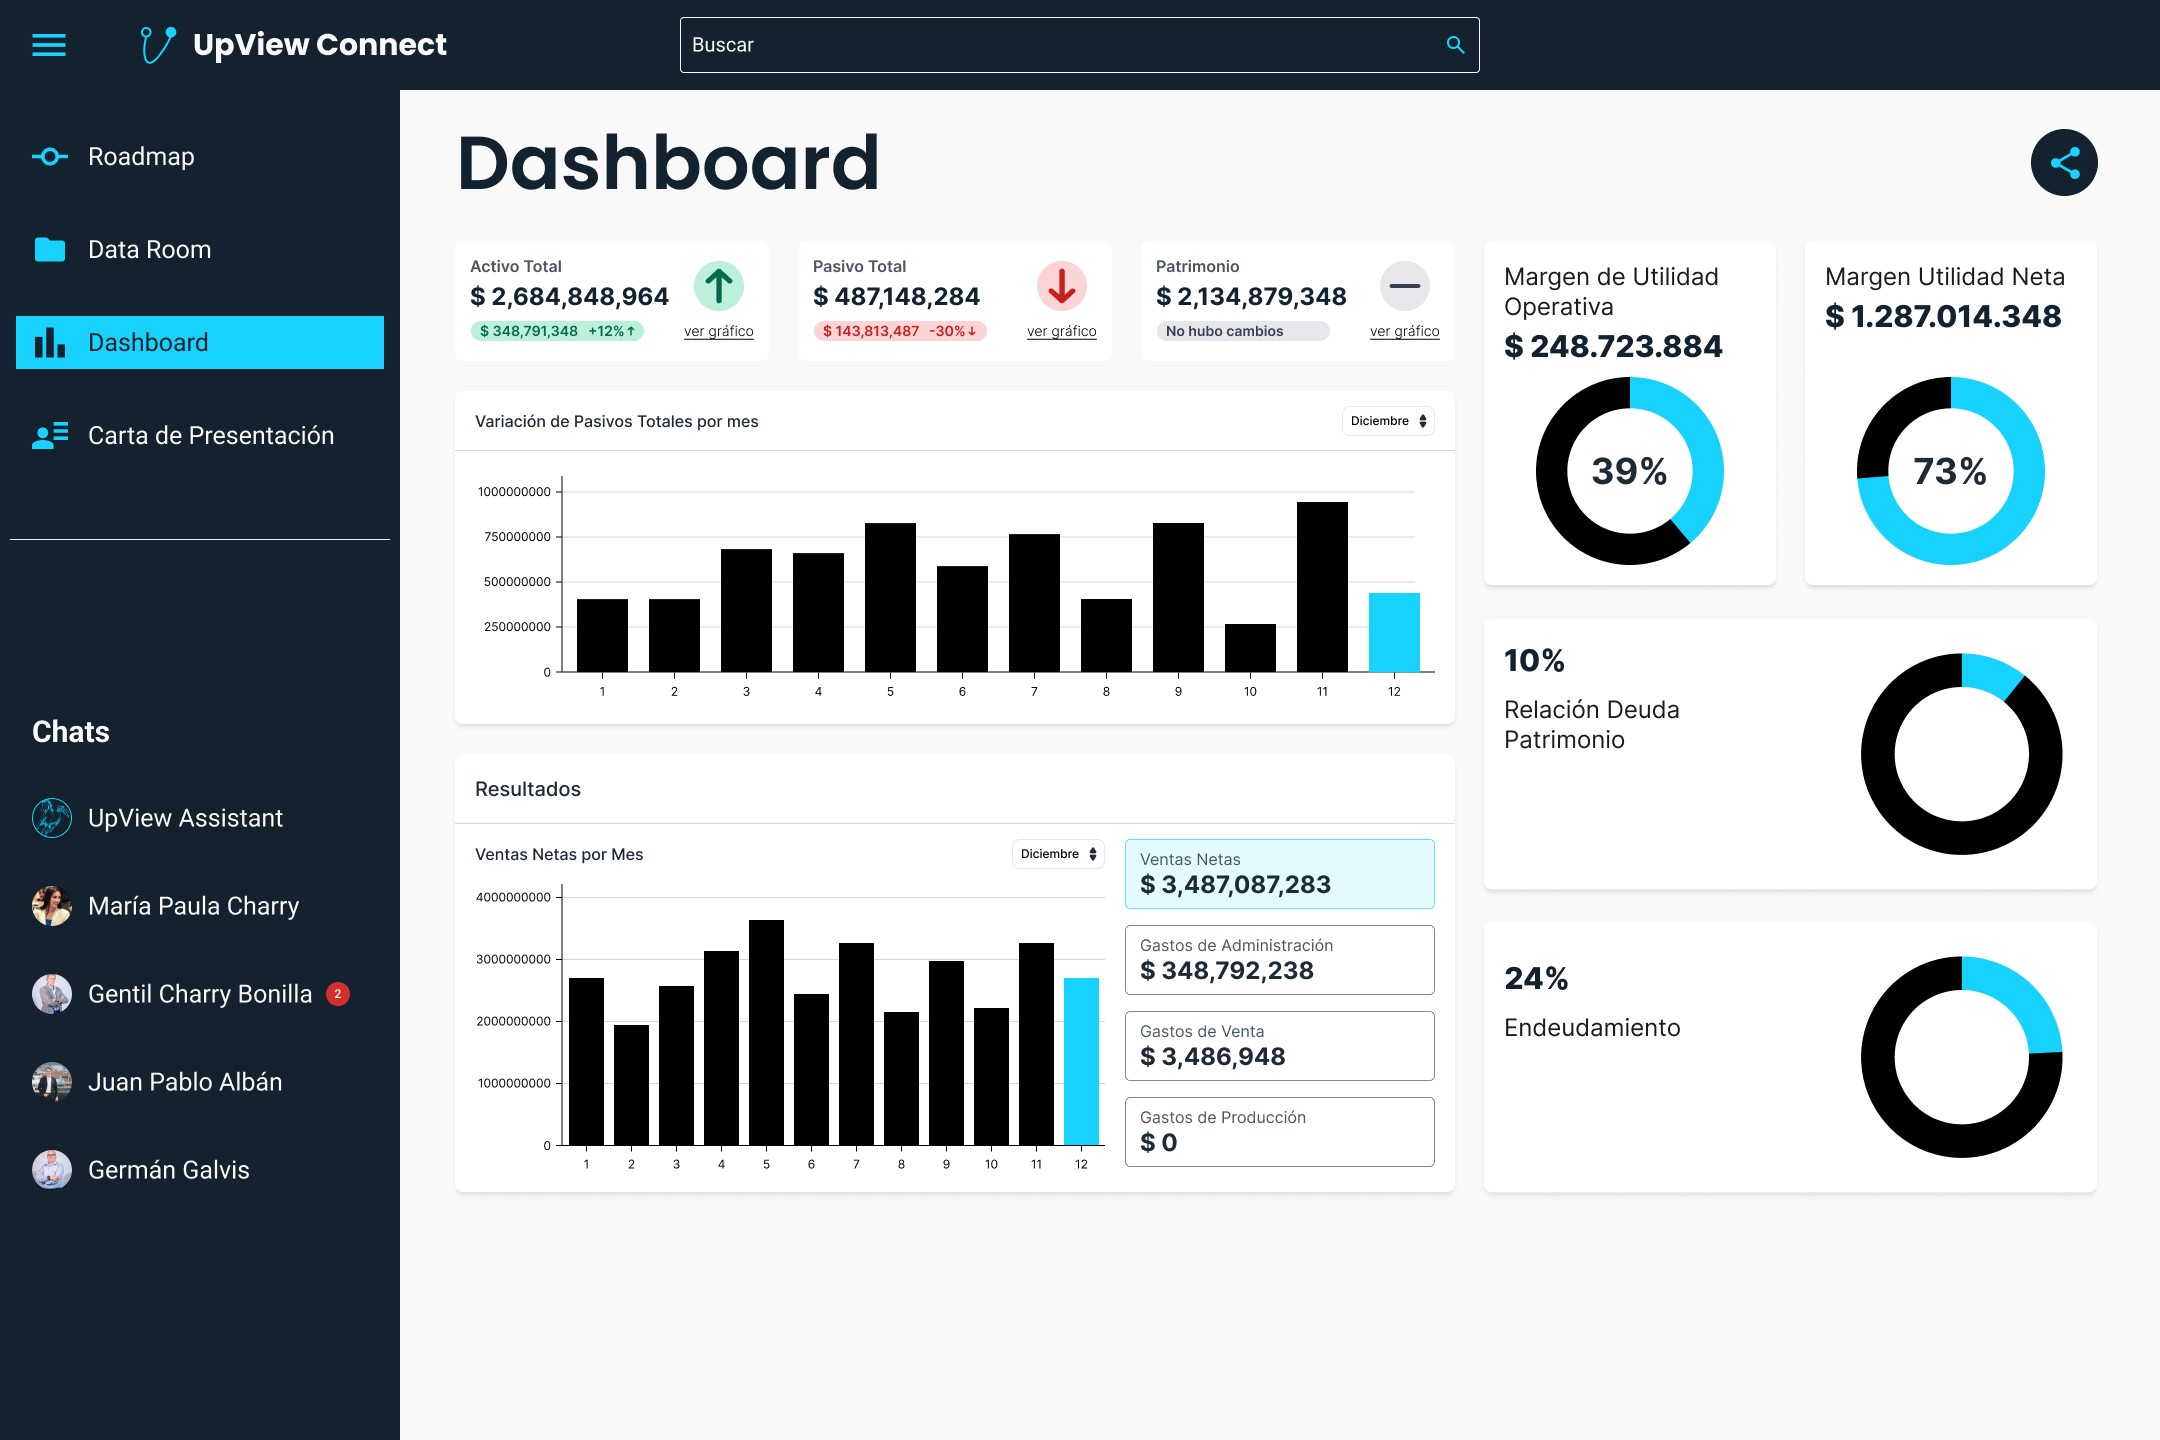 UpView Connect
Buscar
Roadmap
Data Room
Dashboard
Carta de Presentación
Chats
UpView Assistant
María Paula Charry
Gentil Charry Bonilla 2
Juan Pablo Albán
Germán Galvis
Dashboard
Activo Total
$ 2,684,848,964
$ 348,791,348 +12%↑
ver gráfico
Pasivo Total
$ 487,148,284
$ 143,813,487 -30%↓
ver gráfico
Patrimonio
$ 2,134,879,348
No hubo cambios
ver gráfico
Margen de Utilidad
Operativa
$ 248.723.884
39%
Margen Utilidad Neta
$ 1.287.014.348
73%
Variación de Pasivos Totales por mes
Diciembre
1000000000
750000000
500000000
250000000
0
1 2 3 4 5 6 7 8 9 10 11 12
10%
Relación Deuda
Patrimonio
Resultados
Ventas Netas por Mes
Diciembre
4000000000
3000000000
2000000000
1000000000
0
1 2 3 4 5 6 7 8 9 10 11 12
Ventas Netas
$ 3,487,087,283
Gastos de Administración
$ 348,792,238
Gastos de Venta
$ 3,486,948
Gastos de Producción
$ 0
24%
Endeudamiento